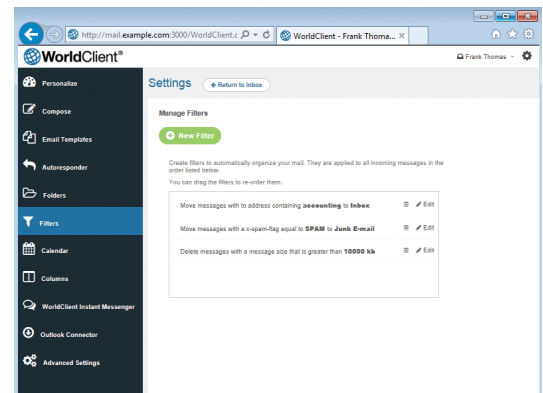 http://mail.example.com:3000/WorldClient.c
WorldClient - Frank Thoma...
WorldClient®
Frank Thomas
Personalize
Settings
Return to Inbox
Compose
Manage Filters
New Filter
Email Templates
Autoresponder
Create filters to automatically organize your mail. They are applied to all incoming messages in the
order listed below.
You can drag the filters to re-order them.
Folders
Move messages with to address containing accounting to Inbox
Edit
Filters
Move messages with a x-spam-flag equal to SPAM to Junk E-mail
Edit
Calendar
Delete messages with a message size that is greater than 10000 kb
Edit
Columns
WorldClient Instant Messenger
Outlook Connector
Advanced Settings